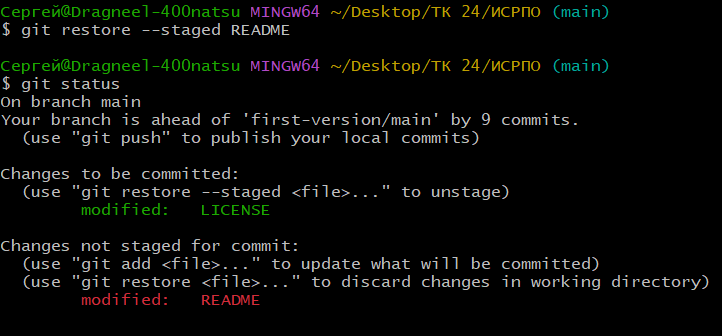 Сергей@Dragneel-400natsu MINGW64 ~/Desktop/ТК 24/ИСРПО (main)
$ git restore --staged README
Сергей@Dragneel-400natsu MINGW64 ~/Desktop/ТК 24/ИСРПО (main)
$ git status
On branch main
Your branch is ahead of 'first-version/main' by 9 commits.
  (use "git push" to publish your local commits)
Changes to be committed:
  (use "git restore --staged <file>..." to unstage)
        modified:   LICENSE
Changes not staged for commit:
  (use "git add <file>..." to update what will be committed)
  (use "git restore <file>..." to discard changes in working directory)
        modified:   README